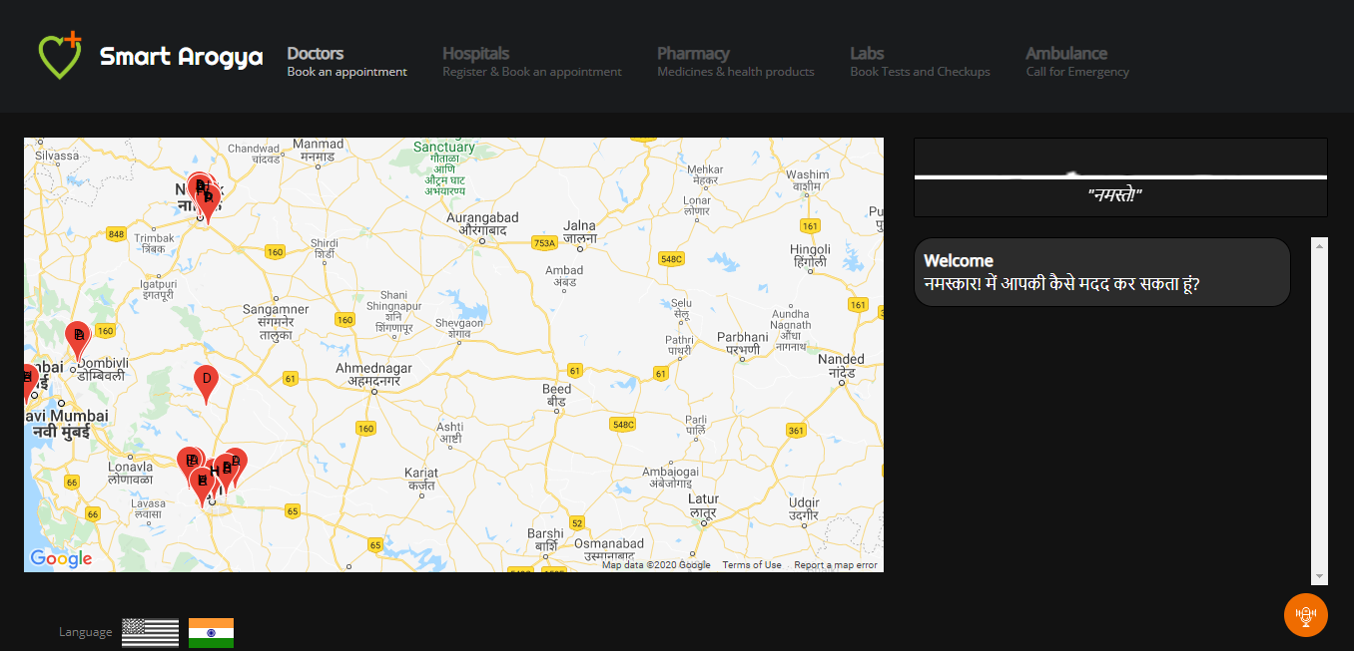 Smart Arogya
Doctors
Book an appointment
Hospitals
Register & Book an appointment
Pharmacy
Medicines & health products
Labs
Book Tests and Checkups
Ambulance
Call for Emergency
Silvassa
Chandwad
चांदवड
Manmad
मनमाड
Sanctuary
गौताळा
आणि
औट्रम घाट
अभयारण्य
Mehkar
मेहकर
Washim
वाशिम
Lonar
लोणार
Aurangabad
औरंगाबाद
Jalna
जालना
161
848
Trimbak
त्रिंबक
160
Shirdi
शिर्डी
753A
548C
Hingoli
हिंगोली
Ambad
अंबड
Igatpuri
इगतपूरी
Sangamner
संगमनेर
तालुका
160
Shani
Shingnapur
शनि
शिंगणापूर
Shevgaon
शेगाव
Selu
सेलू
161
Aundha
Nagnath
औंढा
नागनाथ
Pathri
पाथरी
Parbhani
परभणी
160
Dombivli
डोम्बिवली
Nanded
नांदेड
D
61
Ahmednagar
अहमदनगर
61
61
Beed
बीड
avi Mumbai
नवी मुंबई
160
Ashti
आष्टी
548C
Parli
पार्लि
361
Lonavla
लोणावळा
Karjat
कर्जत
Ambajogai
अंबेजोगाई
66
Latur
लातूर
Udgir
उदगीर
Lavasa
लवासा
66
65
52
Barshi
बार्शि
Osmanabad
उस्मानाबाद
65
Google
Map data ©2020 Google
Terms of Use
Report a map error
"नमस्ते!"
Welcome
नमस्कार! में आपकी कैसे मदद कर सकता हूं?
Language